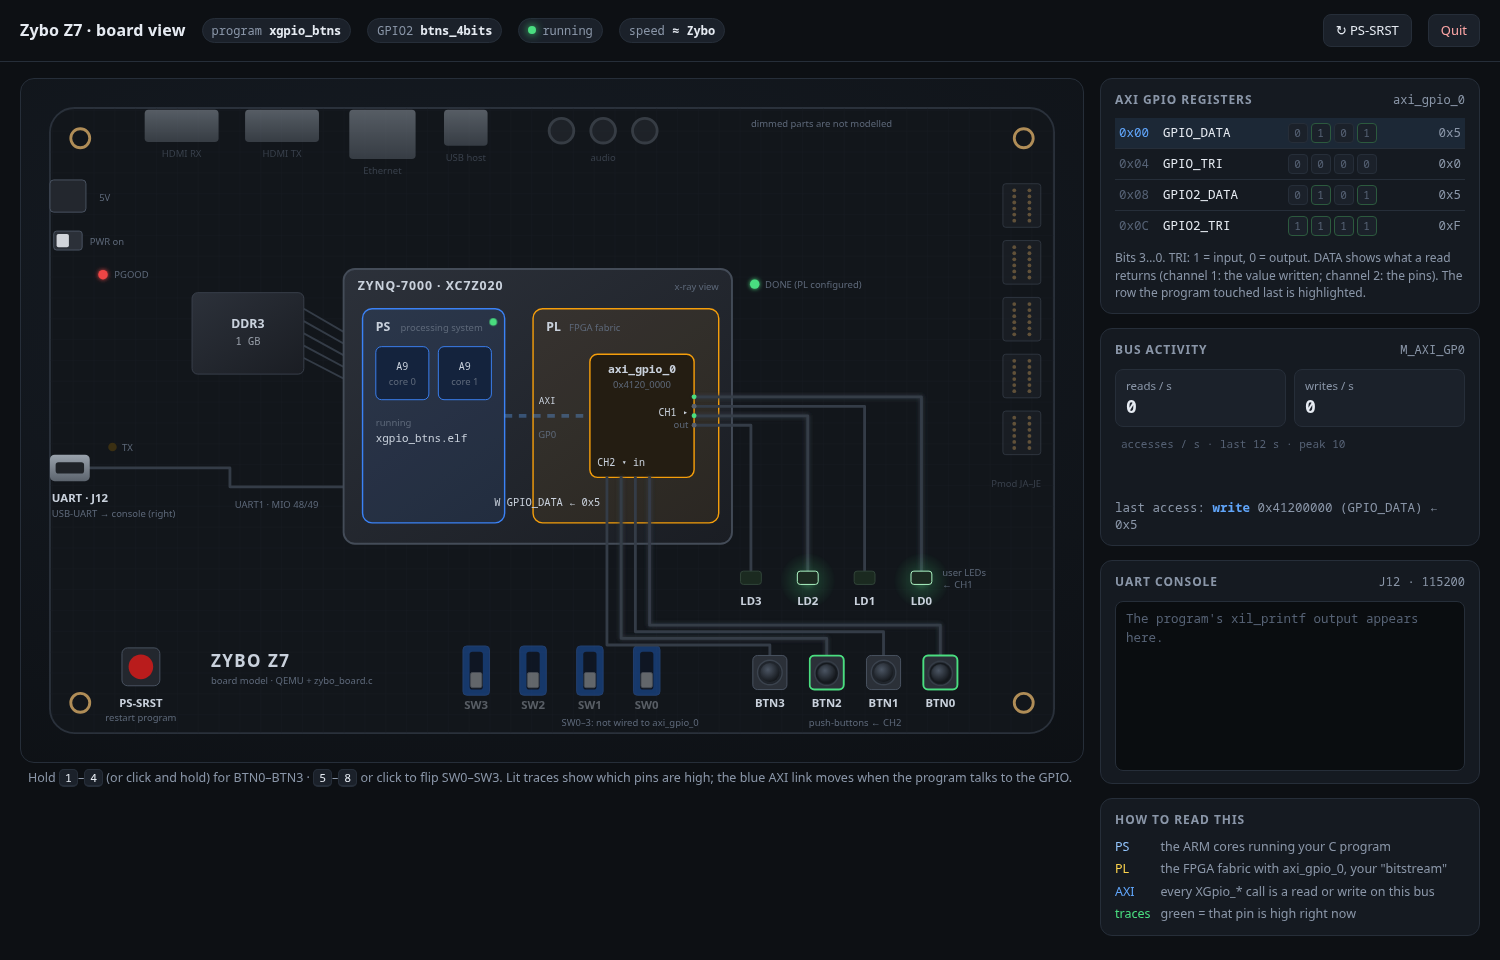 Zybo Z7 · board view
program xgpio_btns
GPIO2 btns_4bits
running
speed ≈ Zybo
↻ PS-SRST
Quit
HDMI RX
HDMI TX
Ethernet
USB host
audio
dimmed parts are not modelled
5V
PWR on
PGOOD
DDR3
1 GB
ZYNQ-7000 · XC7Z020
x-ray view
DONE (PL configured)
PS processing system
PL FPGA fabric
A9
core 0
A9
core 1
axi_gpio_0
0x4120_0000
AXI
GP0
CH1 ▸
out
CH2 ▾ in
running
xgpio_btns.elf
W GPIO_DATA ← 0x5
TX
UART · J12
USB-UART → console (right)
UART1 · MIO 48/49
Pmod JA–JE
LD3
LD2
LD1
LD0
user LEDs
← CH1
ZYBO Z7
board model · QEMU + zybo_board.c
PS-SRST
restart program
SW3
SW2
SW1
SW0
SW0–3: not wired to axi_gpio_0
BTN3
BTN2
BTN1
BTN0
push-buttons ← CH2
Hold 1–4 (or click and hold) for BTN0–BTN3 · 5–8 or click to flip SW0–SW3. Lit traces show which pins are high; the blue AXI link moves when the program talks to the GPIO.
AXI GPIO REGISTERS axi_gpio_0
0x00 GPIO_DATA 0 1 0 1 0x5
0x04 GPIO_TRI 0 0 0 0 0x0
0x08 GPIO2_DATA 0 1 0 1 0x5
0x0C GPIO2_TRI 1 1 1 1 0xF
Bits 3…0. TRI: 1 = input, 0 = output. DATA shows what a read
returns (channel 1: the value written; channel 2: the pins). The
row the program touched last is highlighted.
BUS ACTIVITY M_AXI_GP0
reads / s
0
writes / s
0
accesses / s · last 12 s · peak 10
last access: write 0x41200000 (GPIO_DATA) ←
0x5
UART CONSOLE J12 · 115200
The program's xil_printf output appears
here.
HOW TO READ THIS
PS the ARM cores running your C program
PL the FPGA fabric with axi_gpio_0, your "bitstream"
AXI every XGpio_* call is a read or write on this bus
traces green = that pin is high right now